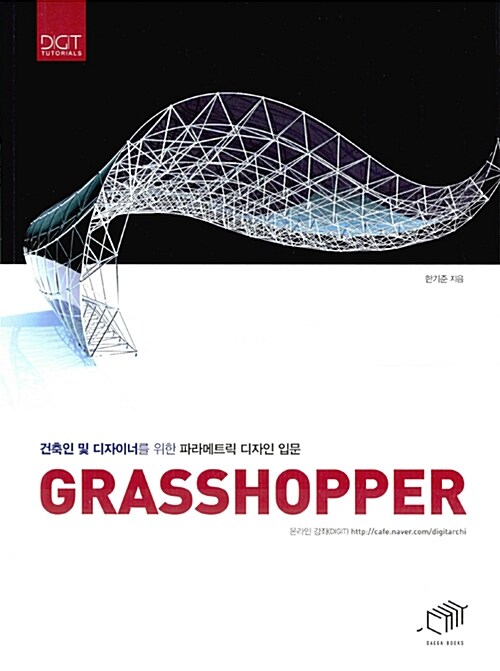 DIGIT
TUTORIALS
한기준 지음
건축인 및 디자이너를 위한 파라메트릭 디자인 입문
GRASSHOPPER
온라인 강좌(DIGIT) http://cafe.naver.com/digitarchi
DAEGA BOOKS